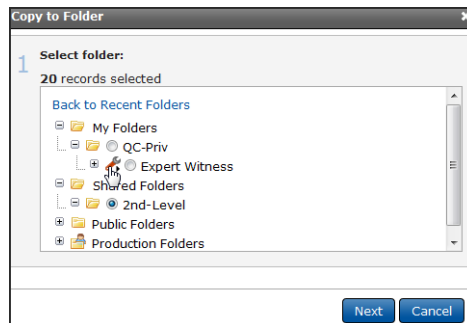 Copy to Folder
1
Select folder:
20 records selected
Back to Recent Folders
My Folders
QC-Priv
Expert Witness
Shared Folders
2nd-Level
Public Folders
Production Folders
Next Cancel